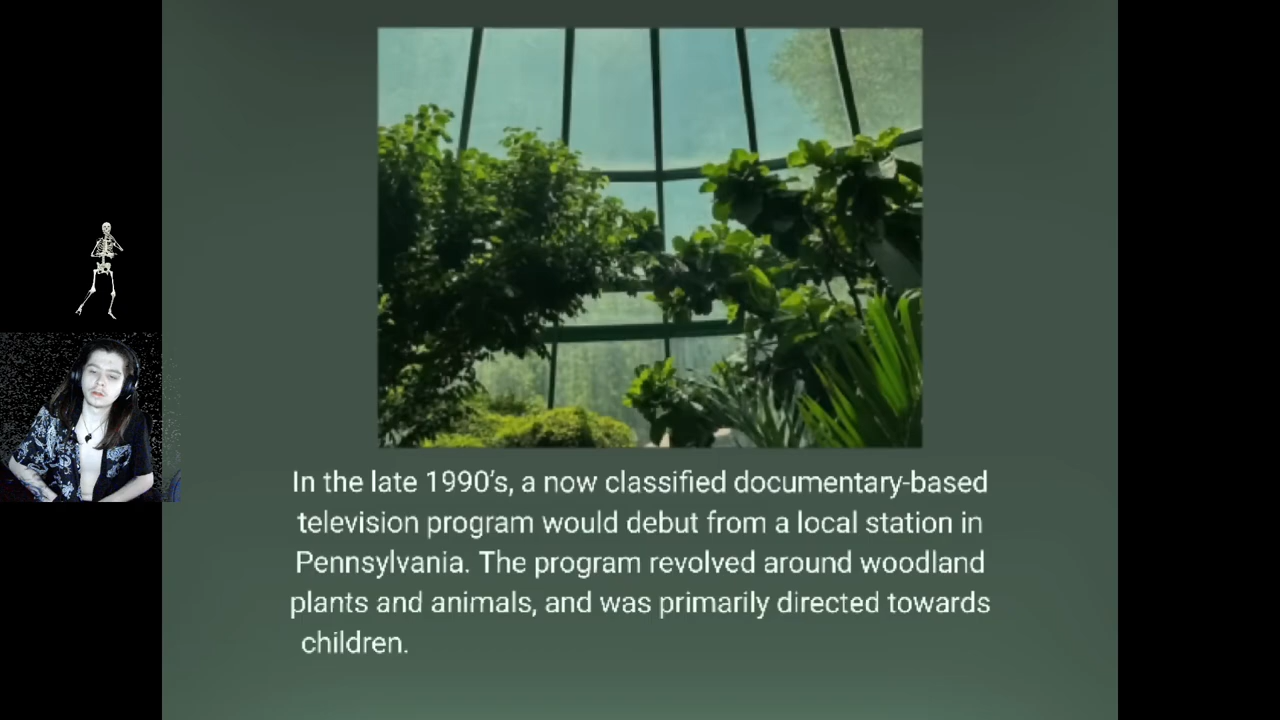 In the late 1990's, a now classified documentary-based
television program would debut from a local station in
Pennsylvania. The program revolved around woodland
plants and animals, and was primarily directed towards
children.